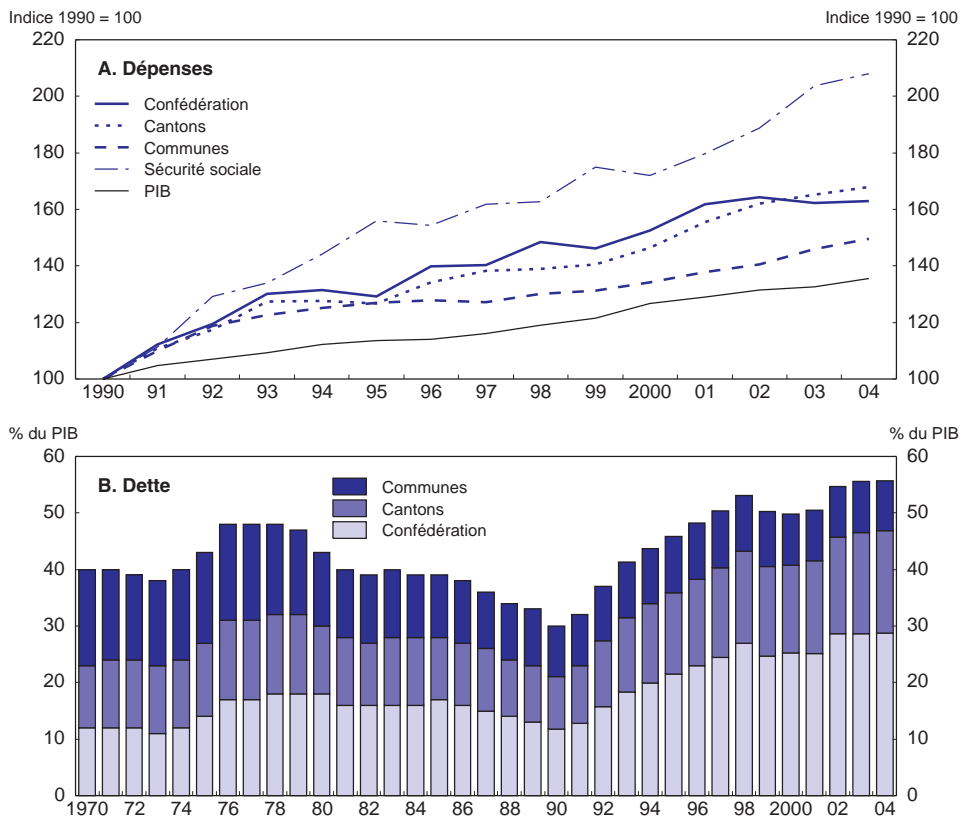 Indice 1990 = 100 Indice 1990 = 100
220 220
A. Dépenses
200 200
Confédération
Cantons
180 Communes 180
Sécurité sociale
PIB
160 160
140 140
120 120
100 100
1990 91 92 93 94 95 96 97 98 99 2000 01 02 03 04
% du PIB % du PIB
60 60
B. Dette
Communes
50 Cantons 50
Confédération
40 40
30 30
20 20
10 10
0 0
1970 72 74 76 78 80 82 84 86 88 90 92 94 96 98 2000 02 04